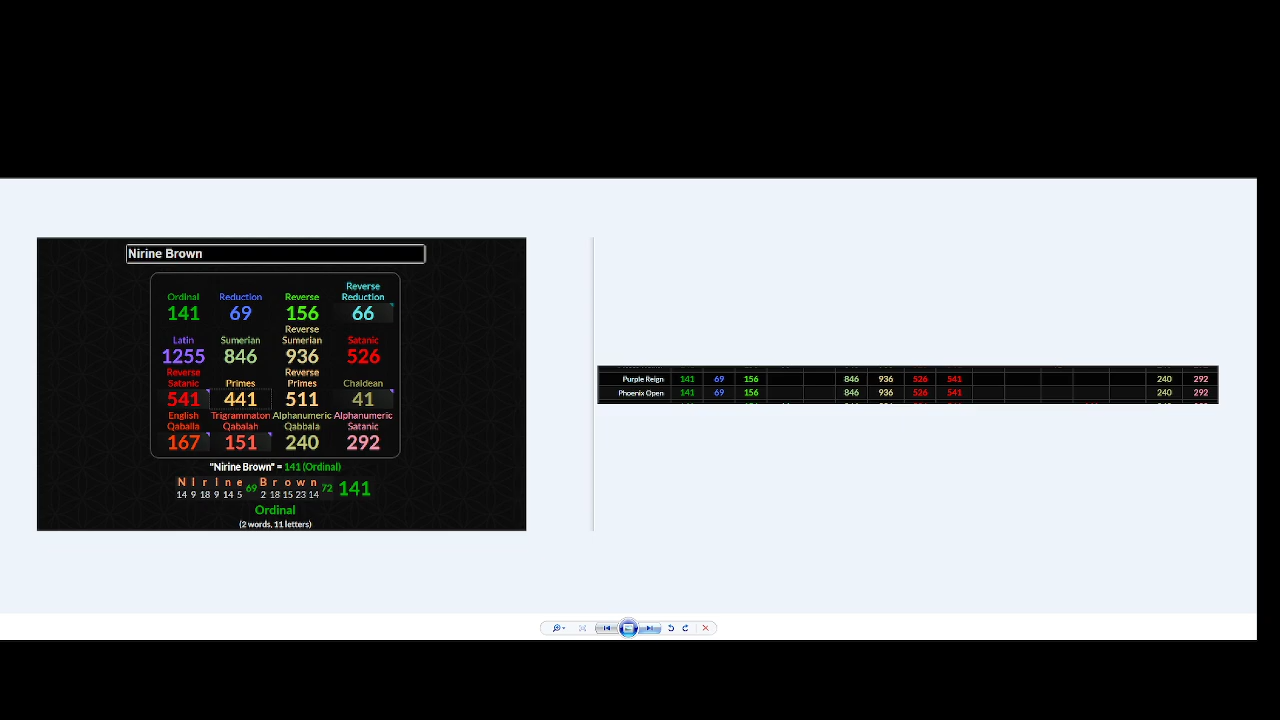 Nirine Brown
Ordinal Reduction Reverse Reverse Reduction
141 69 156 66
Latin Sumerian Reverse Sumerian Satanic
1255 846 936 526
Reverse Satanic Primes Reverse Primes Chaldean
541 441 511 41
English Qaballa Trigrammaton Qabalah Alphanumeric Qabbala Alphanumeric Satanic
167 151 240 292
"Nirine Brown" = 141 (Ordinal)
N i r i n e 69 B r o w n 72 141
14 9 18 9 14 5 2 18 15 23 14
Ordinal
(2 words, 11 letters)
Purple Reign 141 69 156 846 936 526 541 240 292
Phoenix Open 141 69 156 846 936 526 541 240 292